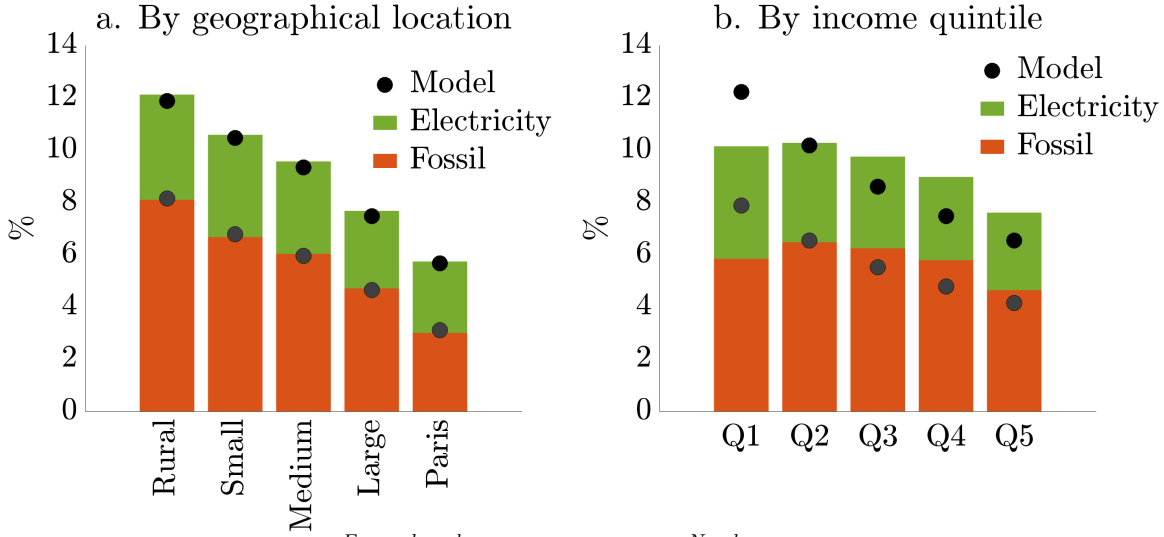 a. By geographical location
14
12
10
8
6
4
2
0
%
Model
Electricity
Fossil
Rural
Small
Medium
Large
Paris
b. By income quintile
14
12
10
8
6
4
2
0
%
Model
Electricity
Fossil
Q1 Q2 Q3 Q4 Q5